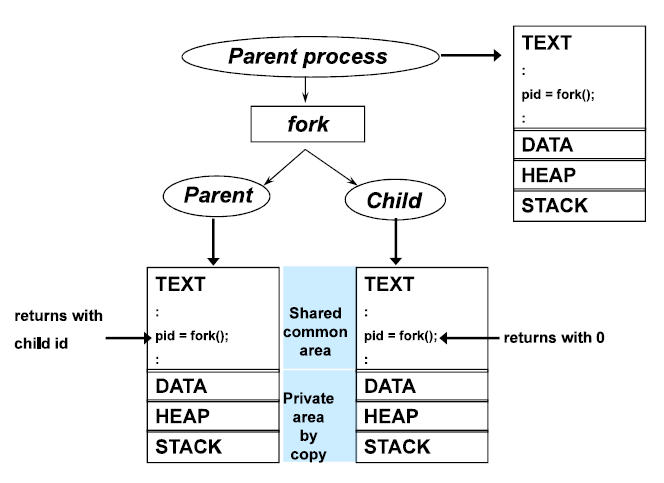 Parent process
TEXT
:
pid = fork();
:
DATA
HEAP
STACK
fork
Parent
Child
TEXT
:
pid = fork();
:
DATA
HEAP
STACK
Shared
common
area
Private
area
by
copy
TEXT
:
pid = fork();
:
DATA
HEAP
STACK
returns with
child id
returns with 0